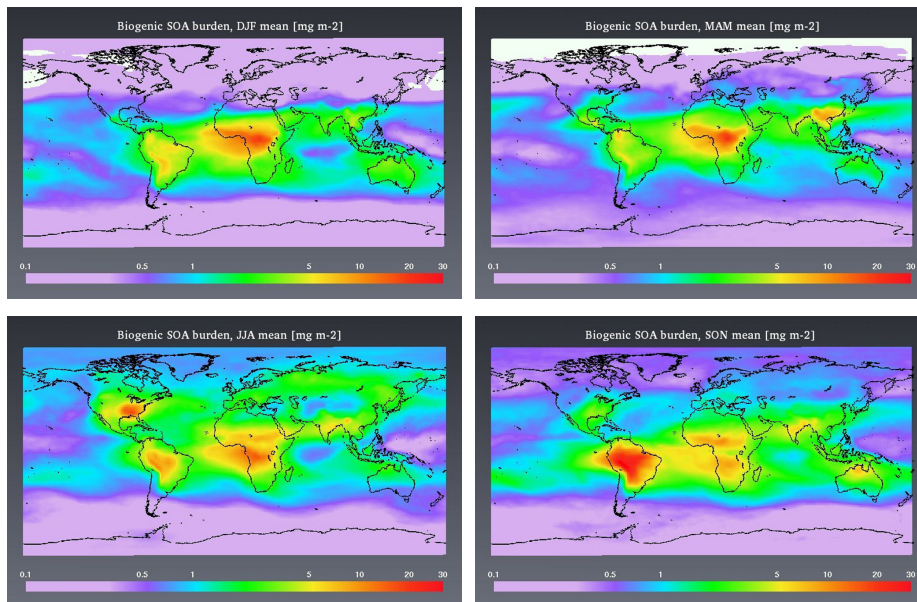 Biogenic SOA burden, DJF mean [mg m-2]
0.1 0.5 1 5 10 20 30
Biogenic SOA burden, MAM mean [mg m-2]
0.1 0.5 1 5 10 20 30
Biogenic SOA burden, JJA mean [mg m-2]
0.1 0.5 1 5 10 20 30
Biogenic SOA burden, SON mean [mg m-2]
0.1 0.5 1 5 10 20 30